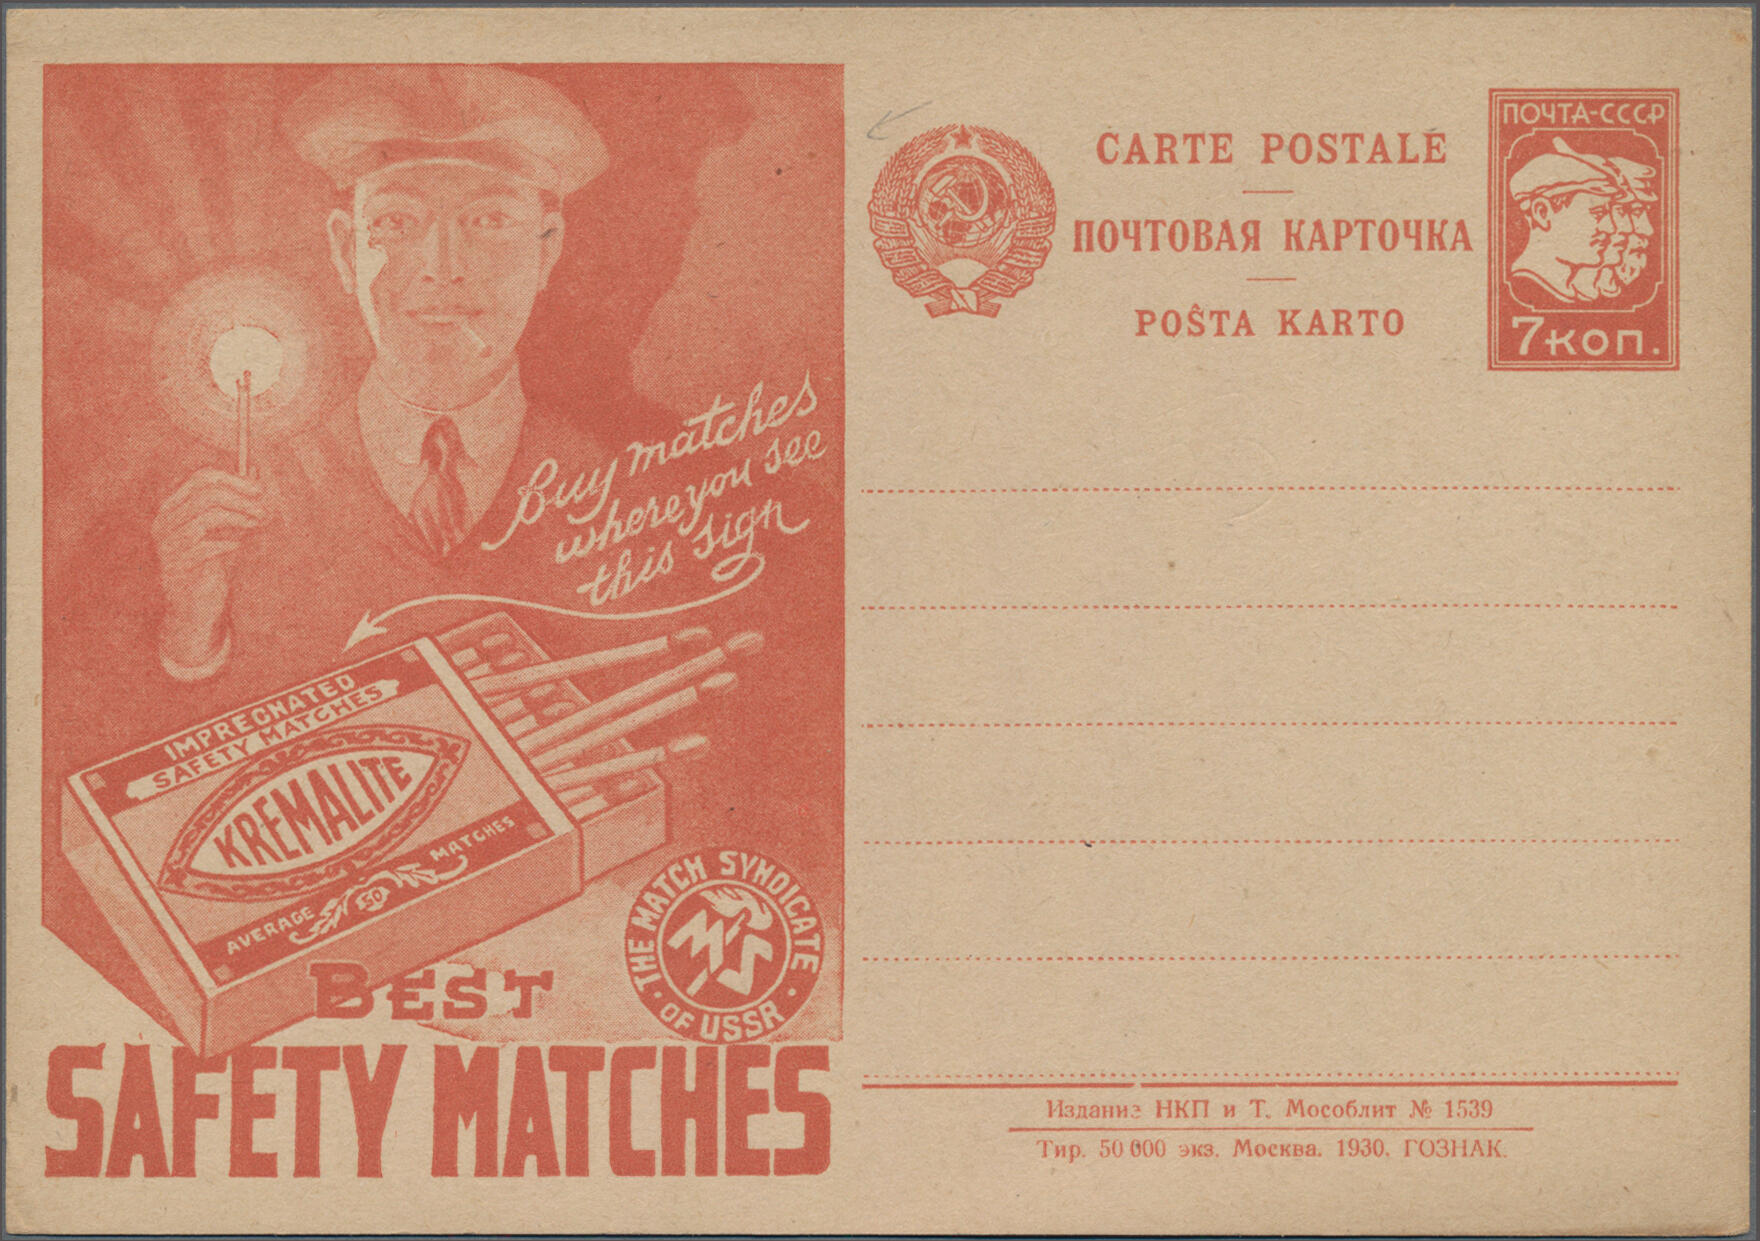 Buy matches
where you see
this sign
IMPREGNATED
SAFETY MATCHES
KREMALITE
AVERAGE 50 MATCHES
THE MATCH SYNDICATE
OF USSR
MS
BEST
SAFETY MATCHES
CARTE POSTALE
ПОЧТОВАЯ КАРТОЧКА
POŜTA KARTO
ПОЧТА-СССР
7 коп.
Издание НКП и Т. Мособлит № 1539
Тир. 50 000 экз. Москва. 1930. ГОЗНАК.